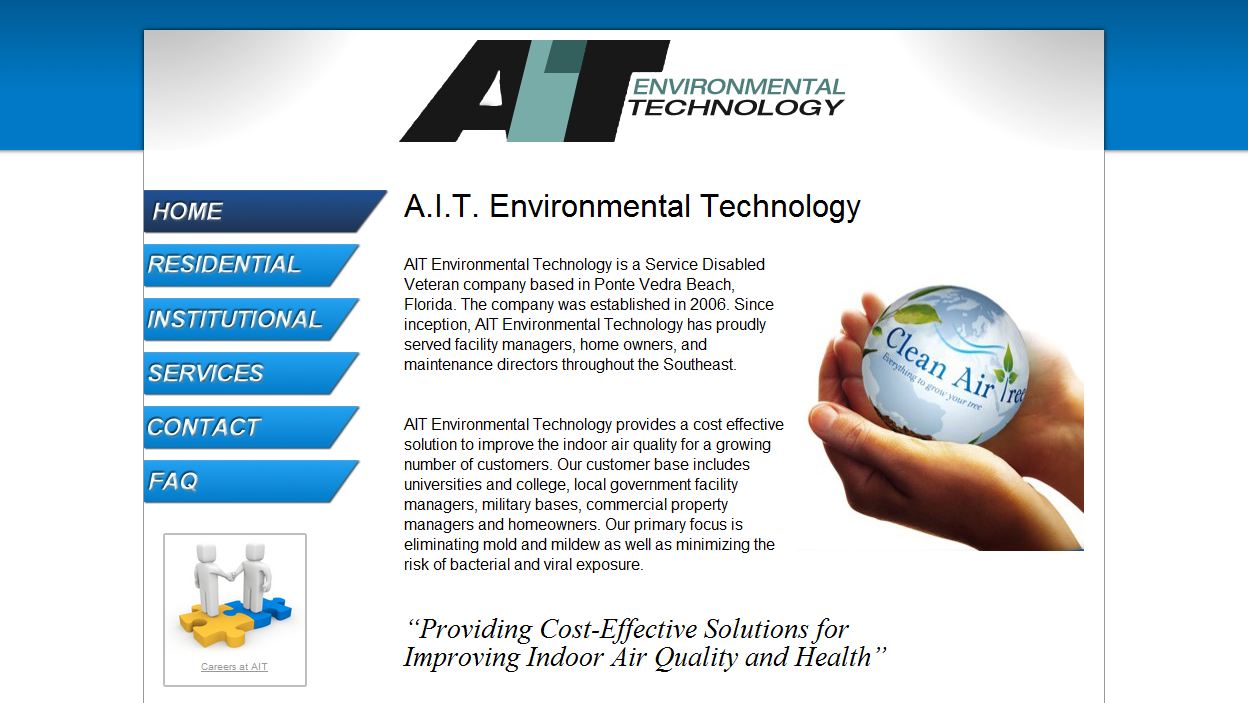 AiT ENVIRONMENTAL
TECHNOLOGY
HOME
RESIDENTIAL
INSTITUTIONAL
SERVICES
CONTACT
FAQ
Careers at AIT
A.I.T. Environmental Technology
AIT Environmental Technology is a Service Disabled
Veteran company based in Ponte Vedra Beach,
Florida. The company was established in 2006. Since
inception, AIT Environmental Technology has proudly
served facility managers, home owners, and
maintenance directors throughout the Southeast.
AIT Environmental Technology provides a cost effective
solution to improve the indoor air quality for a growing
number of customers. Our customer base includes
universities and college, local government facility
managers, military bases, commercial property
managers and homeowners. Our primary focus is
eliminating mold and mildew as well as minimizing the
risk of bacterial and viral exposure.
Clean Air Tree
Everything to grow your tree
“Providing Cost-Effective Solutions for
Improving Indoor Air Quality and Health”